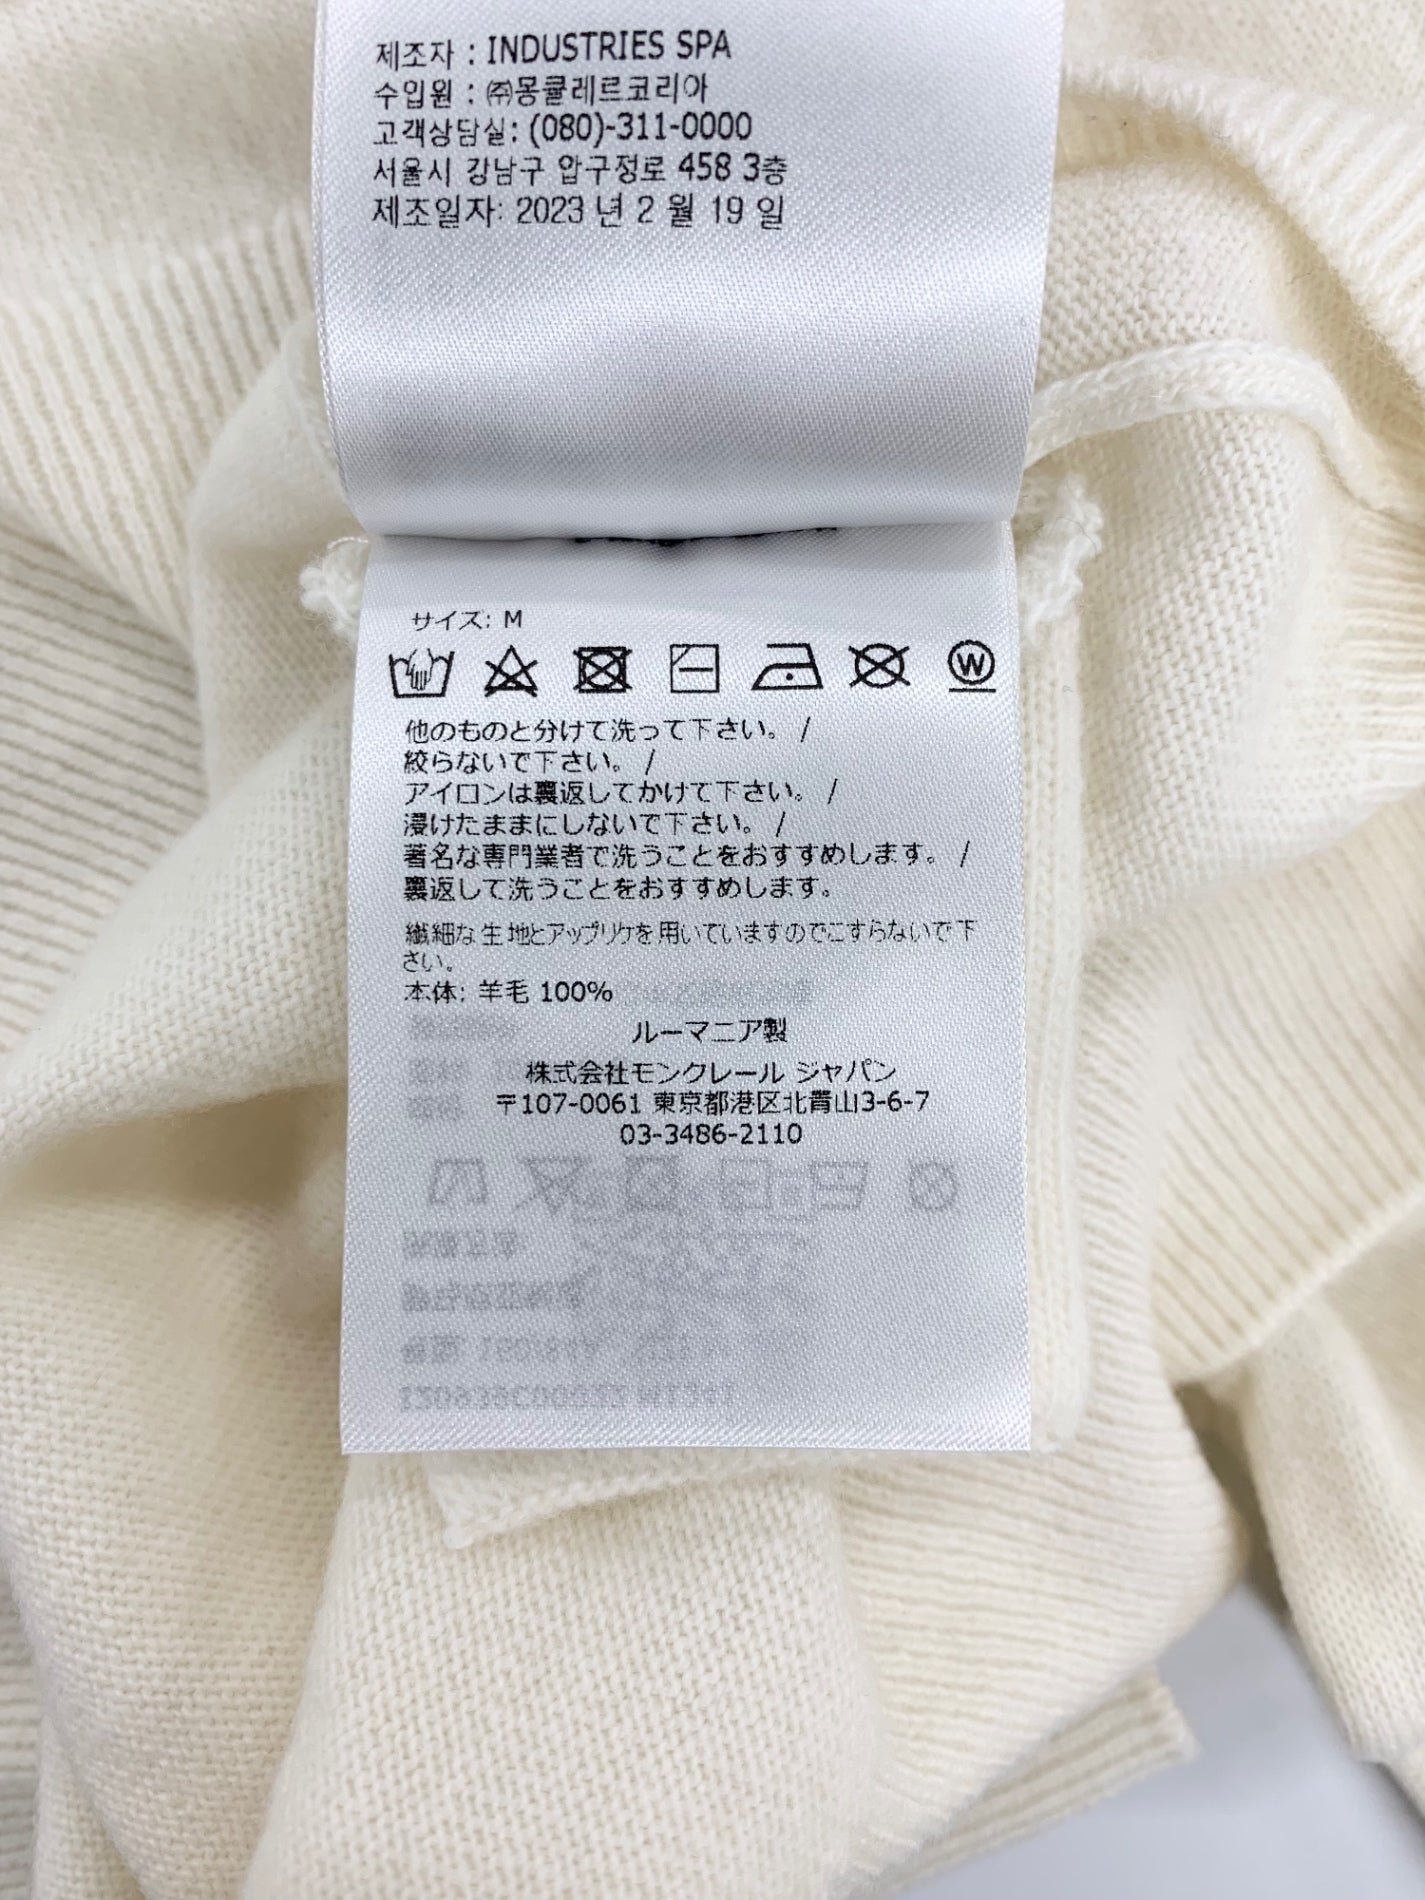 제조자 : INDUSTRIES SPA
수입원 : ㈜몽클레르코리아
고객상담실: (080)-311-0000
서울시 강남구 압구정로 458 3층
제조일자: 2023 년 2 월 19 일
サイズ: M
W
他のものと分けて洗って下さい。 /
絞らないで下さい。 /
アイロンは裏返してかけて下さい。 /
浸けたままにしないで下さい。 /
著名な専門業者で洗うことをおすすめします。 /
裏返して洗うことをおすすめします。
繊細な生地とアップリケを用いていますのでこすらないで下
さい。
本体: 羊毛 100%
ルーマニア製
株式会社モンクレール ジャパン
〒107-0061 東京都港区北青山3-6-7
03-3486-2110